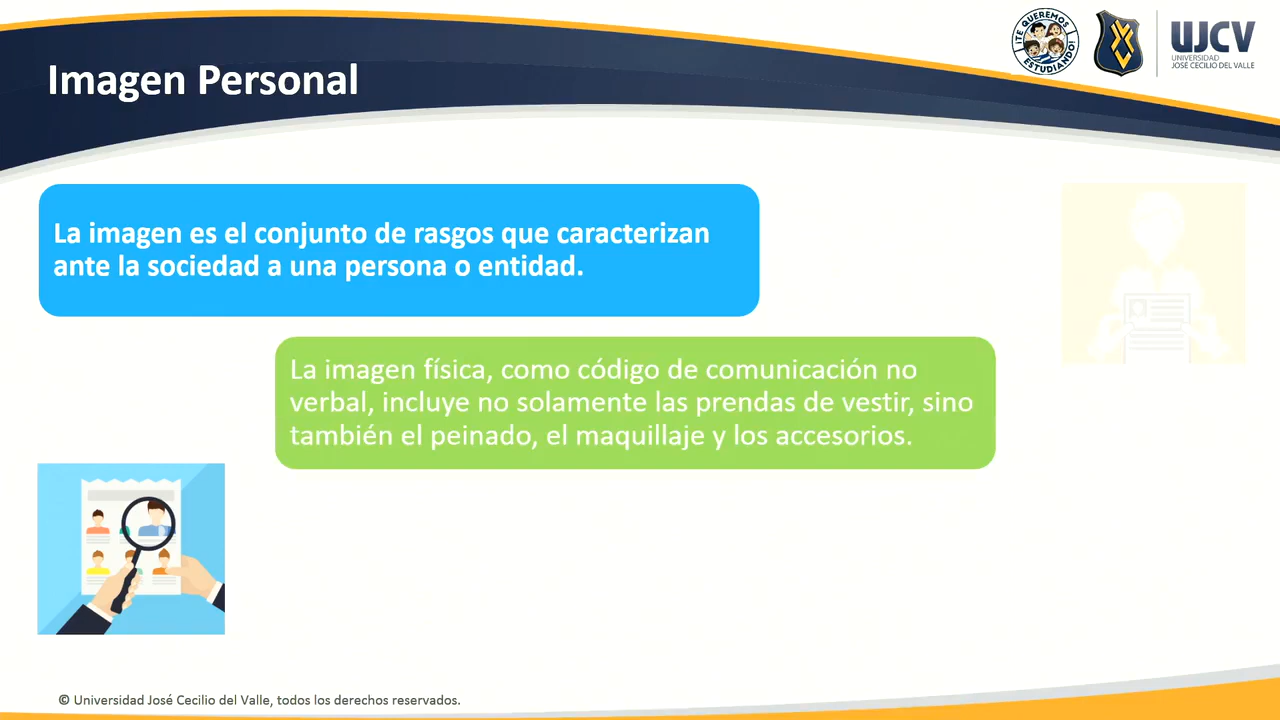 Imagen Personal
¡TE QUEREMOS
ESTUDIANDO!
UJCV
UNIVERSIDAD
JOSÉ CECILIO DEL VALLE
La imagen es el conjunto de rasgos que caracterizan
ante la sociedad a una persona o entidad.
La imagen física, como código de comunicación no
verbal, incluye no solamente las prendas de vestir, sino
también el peinado, el maquillaje y los accesorios.
© Universidad José Cecilio del Valle, todos los derechos reservados.